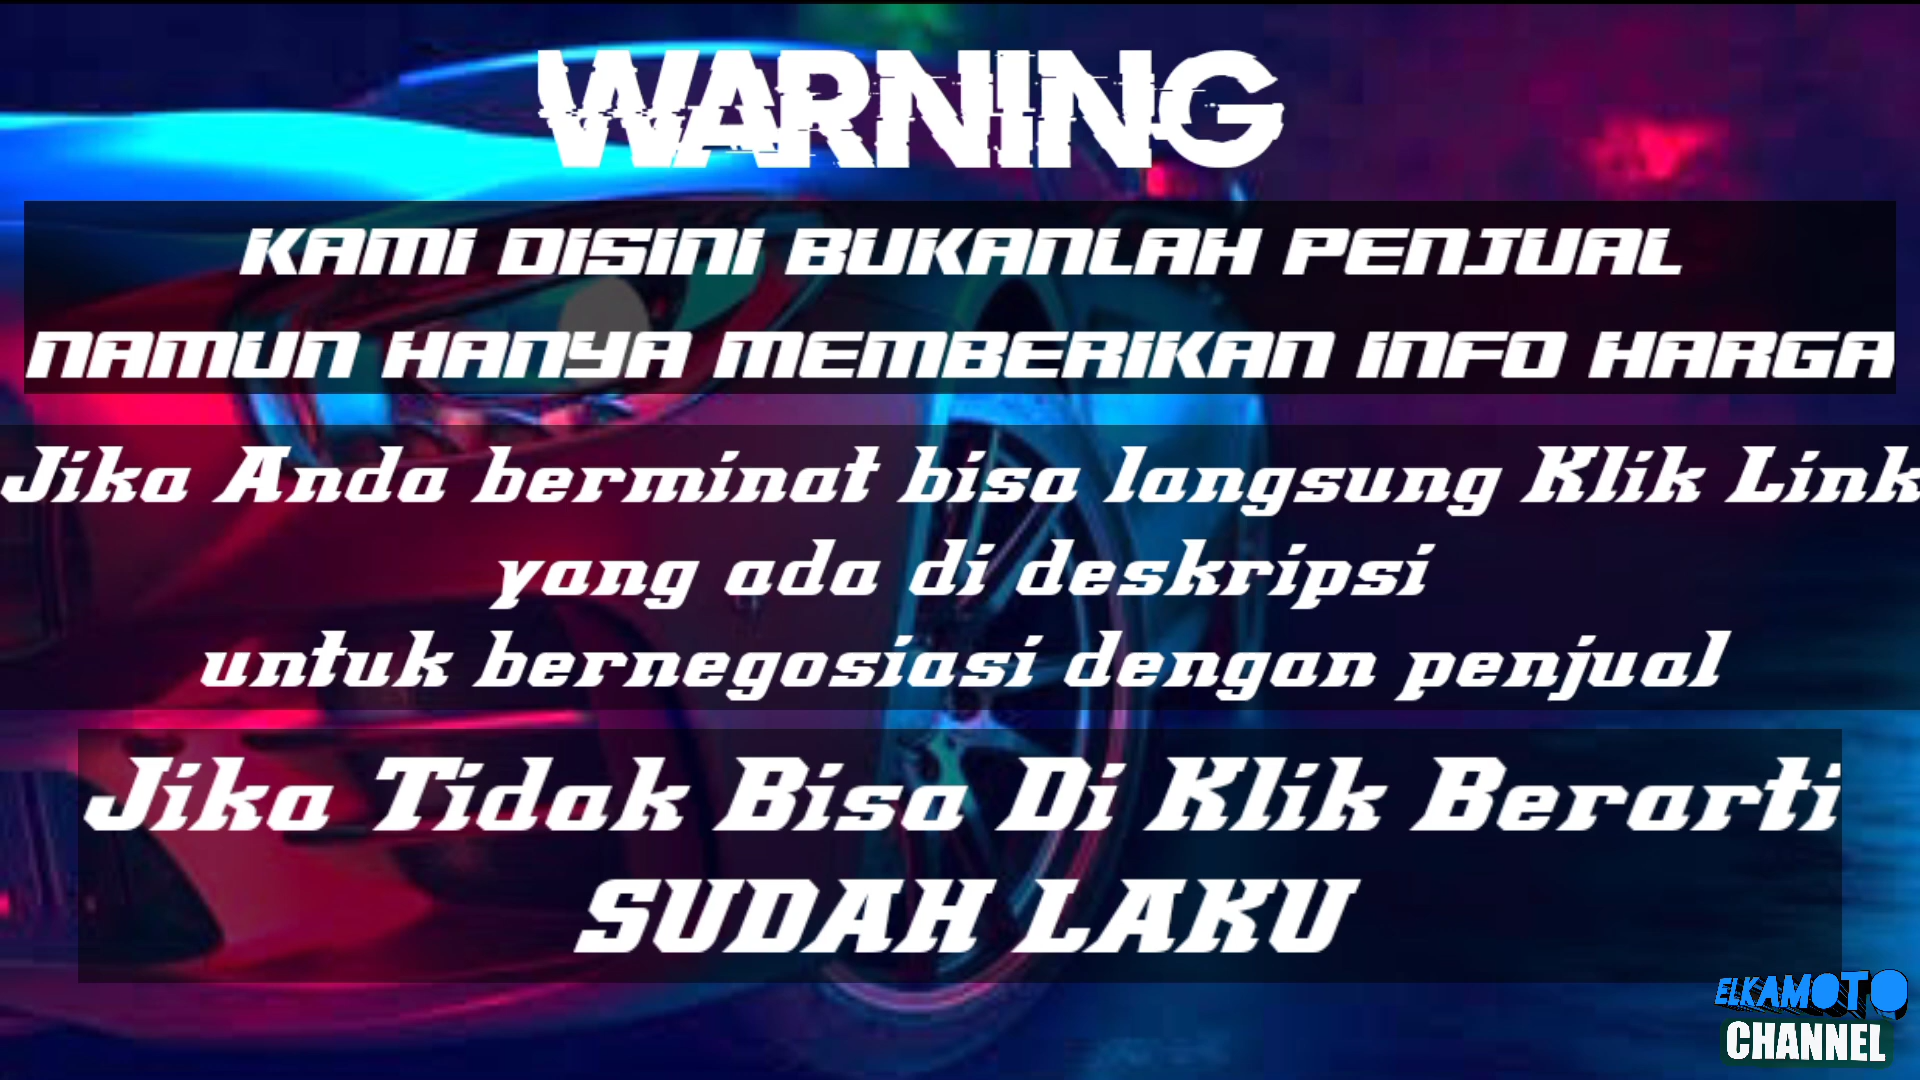 WARNING
KAMI DISINI BUKANLAH PENJUAL
NAMUN HANYA MEMBERIKAN INFO HARGA
Jika Anda berminat bisa langsung Klik Link
yang ada di deskripsi
untuk bernegosiasi dengan penjual
Jika Tidak Bisa Di Klik Berarti
SUDAH LAKU
ELKAMOTO
CHANNEL